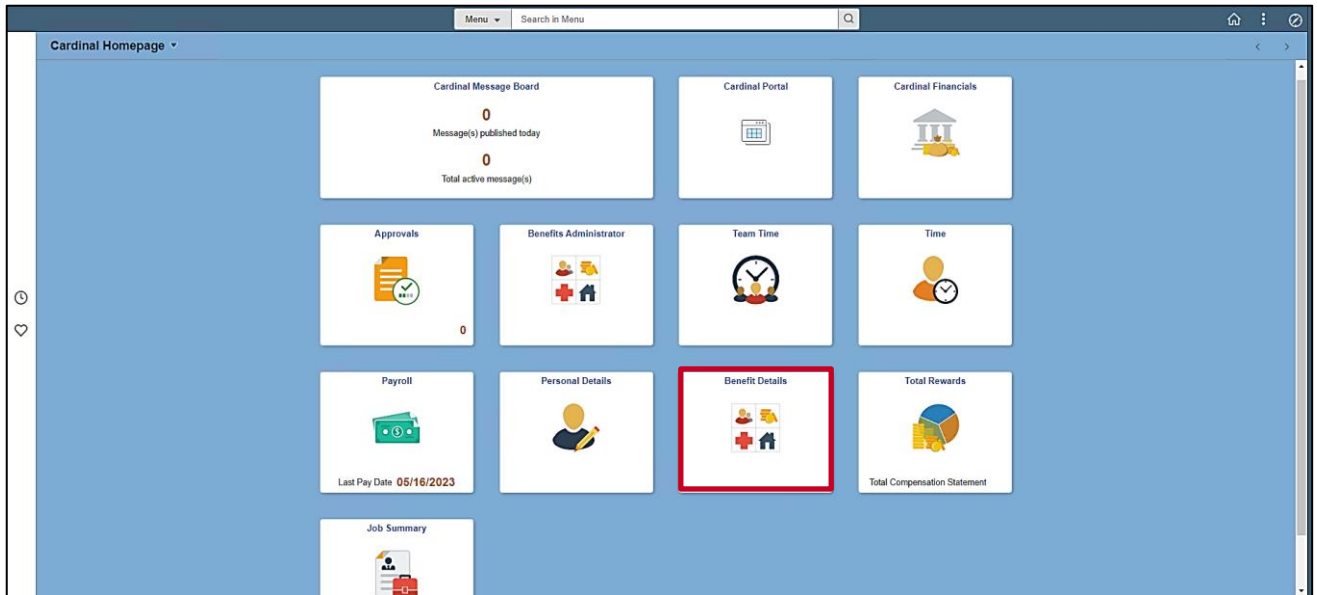 Menu
Search in Menu
Cardinal Homepage
Cardinal Message Board
0
Message(s) published today
0
Total active message(s)
Cardinal Portal
Cardinal Financials
Approvals
0
Benefits Administrator
Team Time
Time
Payroll
Last Pay Date 05/16/2023
Personal Details
Benefit Details
Total Rewards
Total Compensation Statement
Job Summary